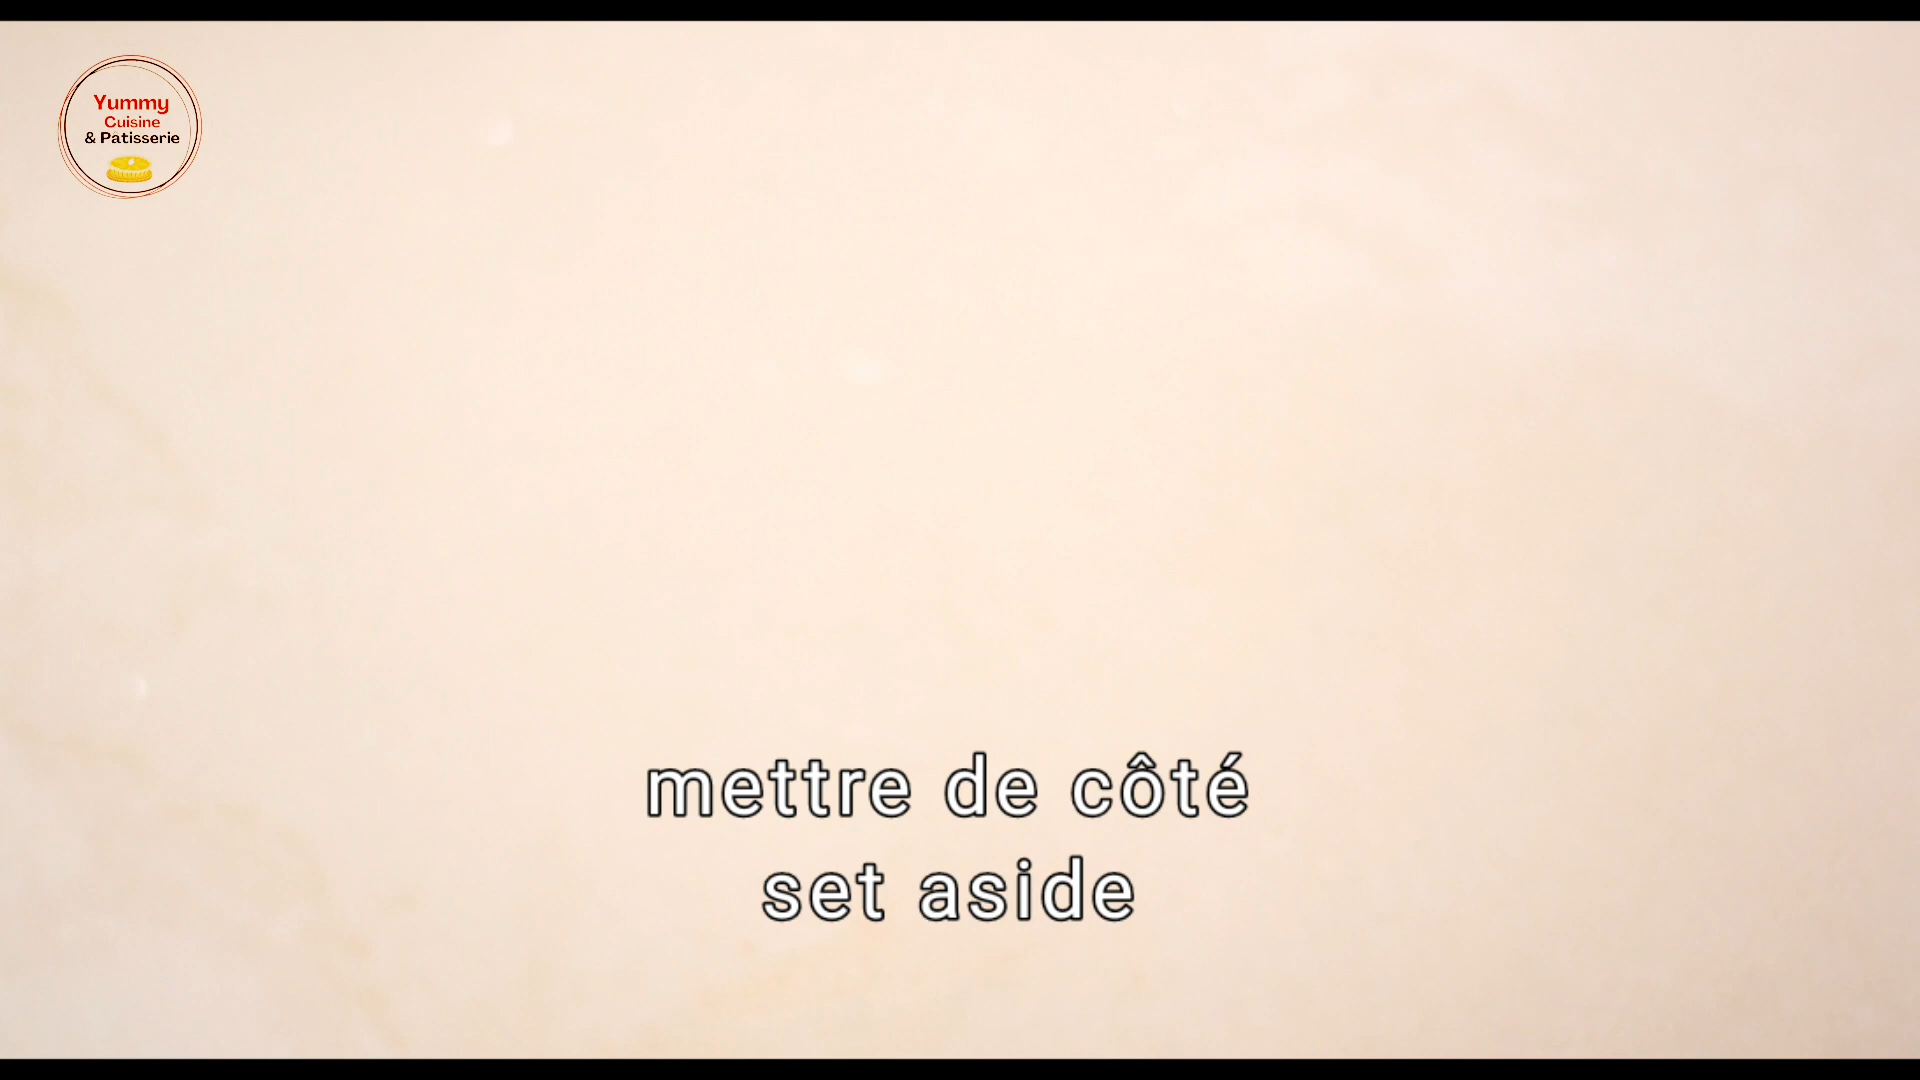 Yummy
Cuisine
& Patisserie
mettre de côté
set aside